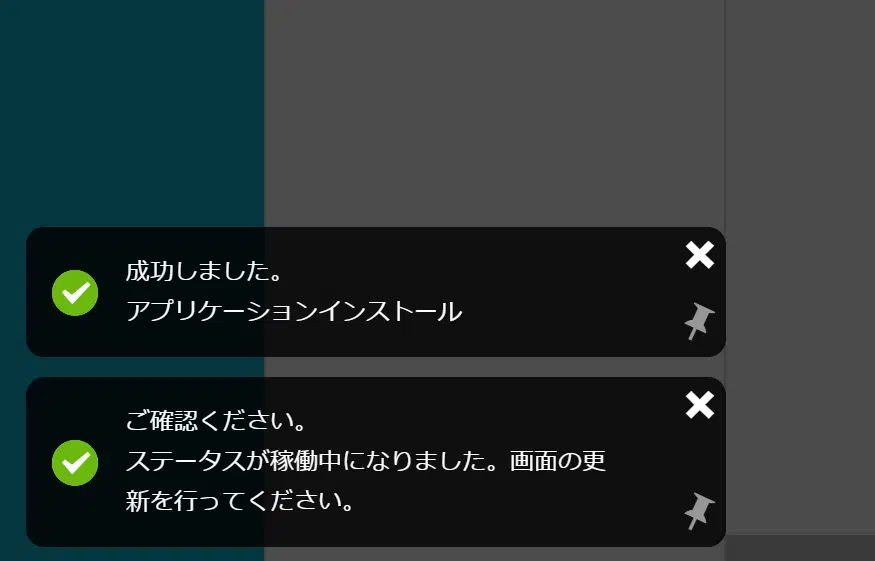 成功しました。
アプリケーションインストール
ご確認ください。
ステータスが稼働中になりました。画面の更
新を行ってください。